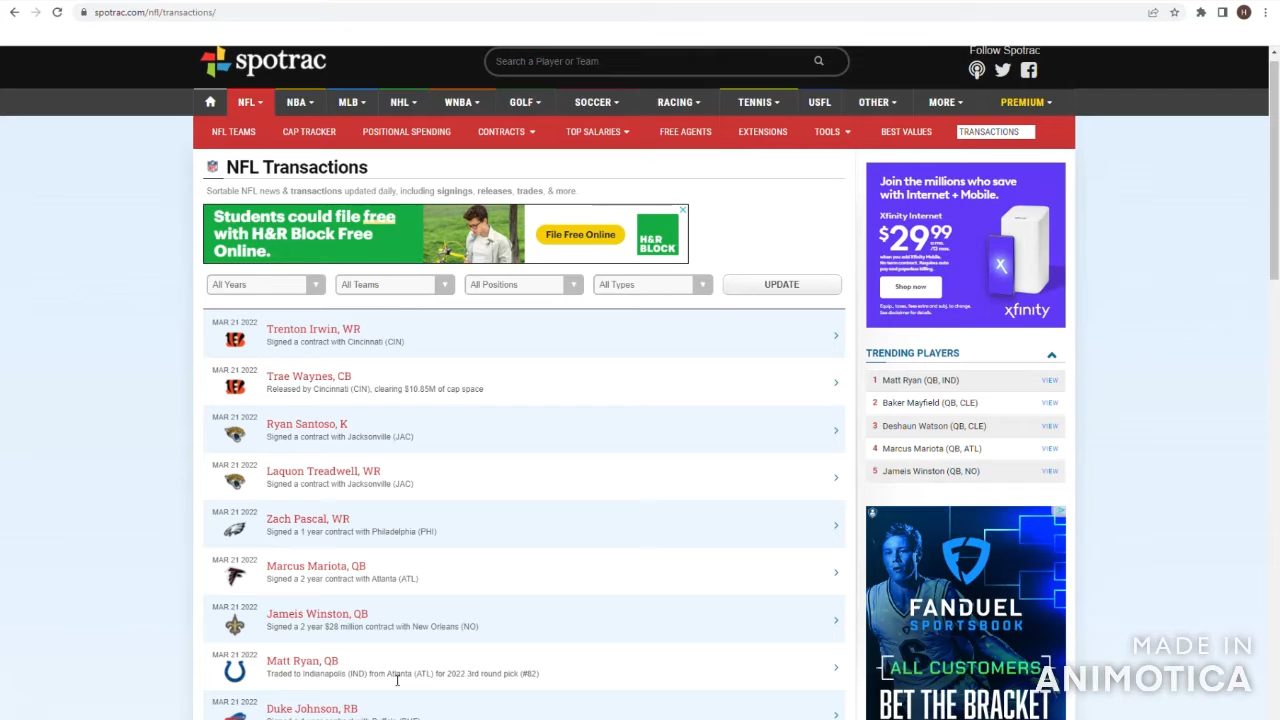 spotrac.com/nfl/transactions/
H
spotrac
Search a Player or Team
Follow Spotrac
NFL NBA MLB NHL WNBA GOLF SOCCER RACING TENNIS USFL OTHER MORE PREMIUM
NFL TEAMS CAP TRACKER POSITIONAL SPENDING CONTRACTS TOP SALARIES FREE AGENTS EXTENSIONS TOOLS BEST VALUES TRANSACTIONS
NFL Transactions
Sortable NFL news & transactions updated daily, including signings, releases, trades, & more.
Students could file free
with H&R Block Free
Online.
File Free Online
H&R
BLOCK
All Years All Teams All Positions All Types UPDATE
MAR 21 2022
Trenton Irwin, WR
Signed a contract with Cincinnati (CIN)
MAR 21 2022
Trae Waynes, CB
Released by Cincinnati (CIN), clearing $10.85M of cap space
MAR 21 2022
Ryan Santoso, K
Signed a contract with Jacksonville (JAC)
MAR 21 2022
Laquon Treadwell, WR
Signed a contract with Jacksonville (JAC)
MAR 21 2022
Zach Pascal, WR
Signed a 1 year contract with Philadelphia (PHI)
MAR 21 2022
Marcus Mariota, QB
Signed a 2 year contract with Atlanta (ATL)
MAR 21 2022
Jameis Winston, QB
Signed a 2 year $28 million contract with New Orleans (NO)
MAR 21 2022
Matt Ryan, QB
Traded to Indianapolis (IND) from Atlanta (ATL) for 2022 3rd round pick (#82)
MAR 21 2022
Duke Johnson, RB
Join the millions who save
with Internet + Mobile.
Xfinity Internet
$29.99
Shop now
xfinity
TRENDING PLAYERS
1 Matt Ryan (QB, IND) VIEW
2 Baker Mayfield (QB, CLE) VIEW
3 Deshaun Watson (QB, CLE) VIEW
4 Marcus Mariota (QB, ATL) VIEW
5 Jameis Winston (QB, NO) VIEW
FANDUEL
SPORTSBOOK
ALL CUSTOMERS
BET THE BRACKET
MADE IN
ANIMOTICA